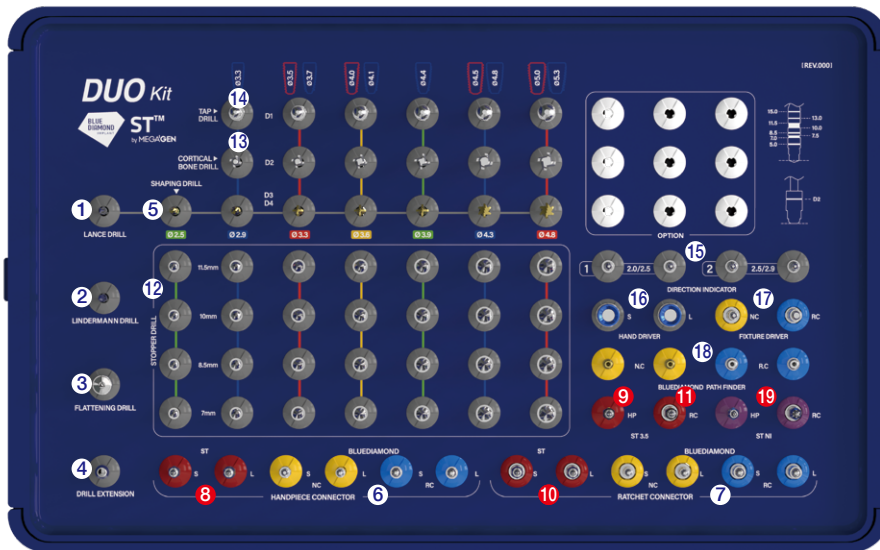 [REV.000]
DUO Kit
BLUE DIAMOND
ST™
by MEGAGEN
Ø3.3
Ø3.5
Ø3.7
Ø4.0
Ø4.1
Ø4.4
Ø4.5
Ø4.8
Ø5.0
Ø5.3
14
TAP ▶
DRILL
D1
13
CORTICAL ▶
BONE DRILL
D2
SHAPING DRILL
D3
D4
1
5
LANCE DRILL
Ø2.5
Ø2.9
Ø3.3
Ø3.6
Ø3.9
Ø4.3
Ø4.8
15.0
13.0
11.5
10.0
8.5
7.5
7.0
5.0
OPTION
15
1
2.0/2.5
2
2.5/2.9
DIRECTION INDICATOR
2
LINDERMANN DRILL
12
STOPPER DRILL
11.5mm
10mm
8.5mm
7mm
16
S
L
HAND DRIVER
17
NC
RC
FIXTURE DRIVER
N.C
18
R.C
BLUEDIAMOND PATH FINDER
3
FLATTENING DRILL
9
HP
11
RC
ST 3.5
19
HP
RC
ST NI
4
DRILL EXTENSION
ST
S
L
8
BLUEDIAMOND
S
L
NC
S
L
RC
HANDPIECE CONNECTOR
6
ST
S
L
10
BLUEDIAMOND
S
L
NC
S
L
RC
RATCHET CONNECTOR
7